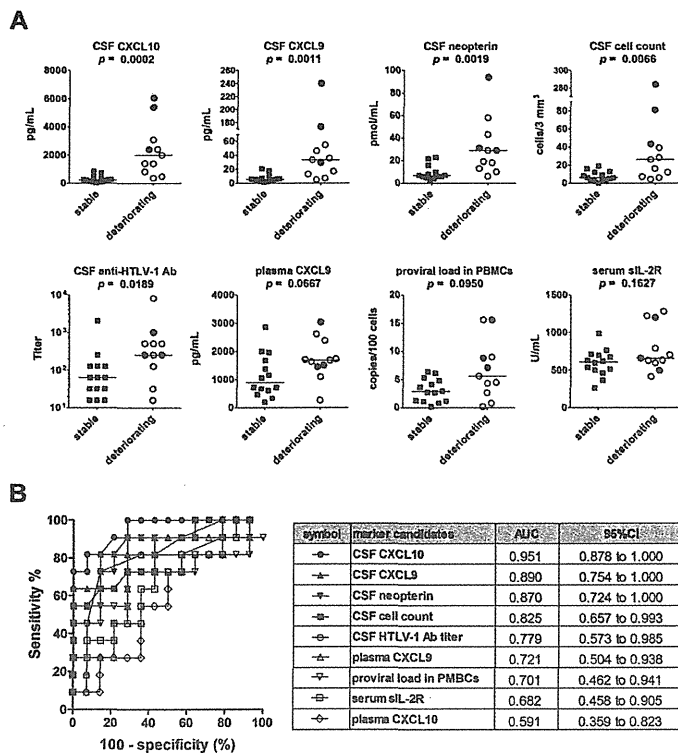 A
CSF CXCL10
p = 0.0002
pg/mL
6000
4000
2000
0
stable
deteriorating
CSF CXCL9
p = 0.0011
pg/mL
260
240
220
200
180
160
60
40
20
0
stable
deteriorating
CSF neopterin
p = 0.0019
pmol/mL
100
80
60
40
20
0
stable
deteriorating
CSF cell count
p = 0.0066
cells/3 mm³
300
250
200
150
100
60
40
20
0
stable
deteriorating
CSF anti-HTLV-1 Ab
p = 0.0189
Titer
10⁴
10³
10²
10¹
stable
deteriorating
plasma CXCL9
p = 0.0667
pg/mL
4000
3000
2000
1000
0
stable
deteriorating
proviral load in PBMCs
p = 0.0950
copies/100 cells
25
20
15
10
5
0
stable
deteriorating
serum sIL-2R
p = 0.1627
U/mL
1500
1000
500
0
stable
deteriorating
B
Sensitivity %
100
80
60
40
20
0
0 20 40 60 80 100
100 - specificity (%)
symbol marker candidates AUC 95%CI
CSF CXCL10 0.951 0.878 to 1.000
CSF CXCL9 0.890 0.754 to 1.000
CSF neopterin 0.870 0.724 to 1.000
CSF cell count 0.825 0.657 to 0.993
CSF HTLV-1 Ab titer 0.779 0.573 to 0.985
plasma CXCL9 0.721 0.504 to 0.938
proviral load in PMBCs 0.701 0.462 to 0.941
serum sIL-2R 0.682 0.458 to 0.905
plasma CXCL10 0.591 0.359 to 0.823